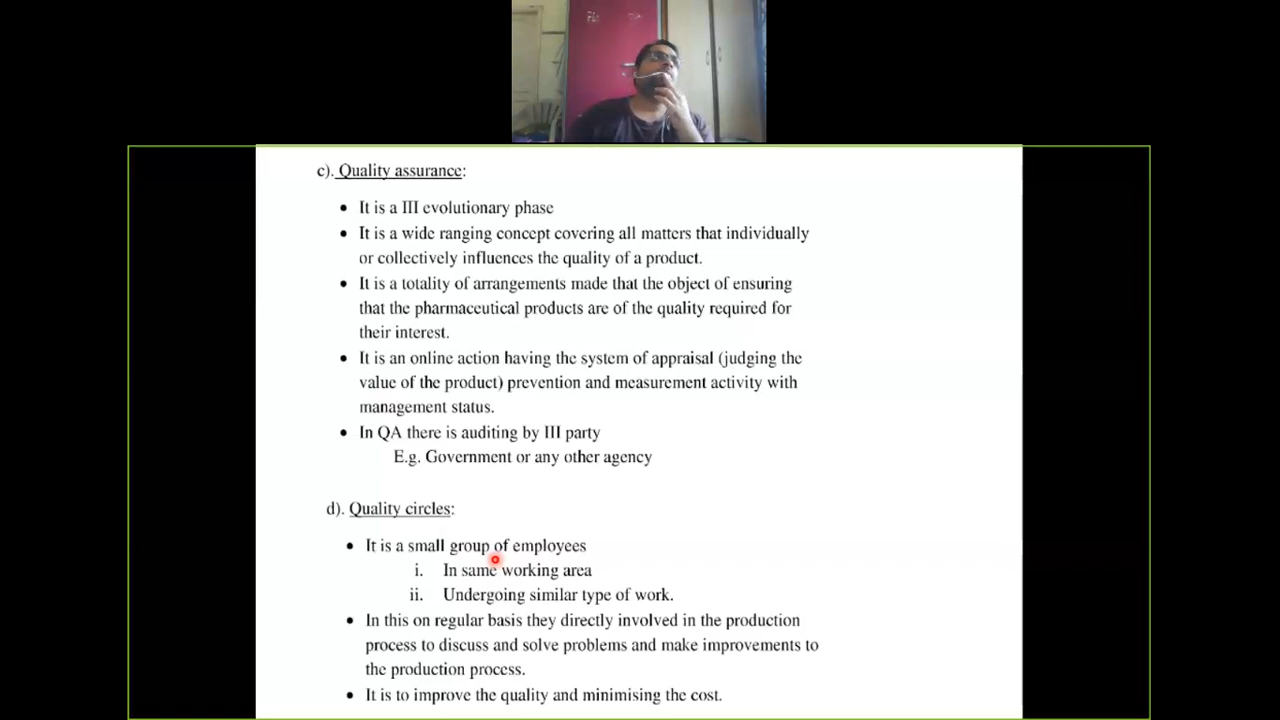 c). Quality assurance:
• It is a III evolutionary phase
• It is a wide ranging concept covering all matters that individually
or collectively influences the quality of a product.
• It is a totality of arrangements made that the object of ensuring
that the pharmaceutical products are of the quality required for
their interest.
• It is an online action having the system of appraisal (judging the
value of the product) prevention and measurement activity with
management status.
• In QA there is auditing by III party
E.g. Government or any other agency
d). Quality circles:
• It is a small group of employees
i. In same working area
ii. Undergoing similar type of work.
• In this on regular basis they directly involved in the production
process to discuss and solve problems and make improvements to
the production process.
• It is to improve the quality and minimising the cost.